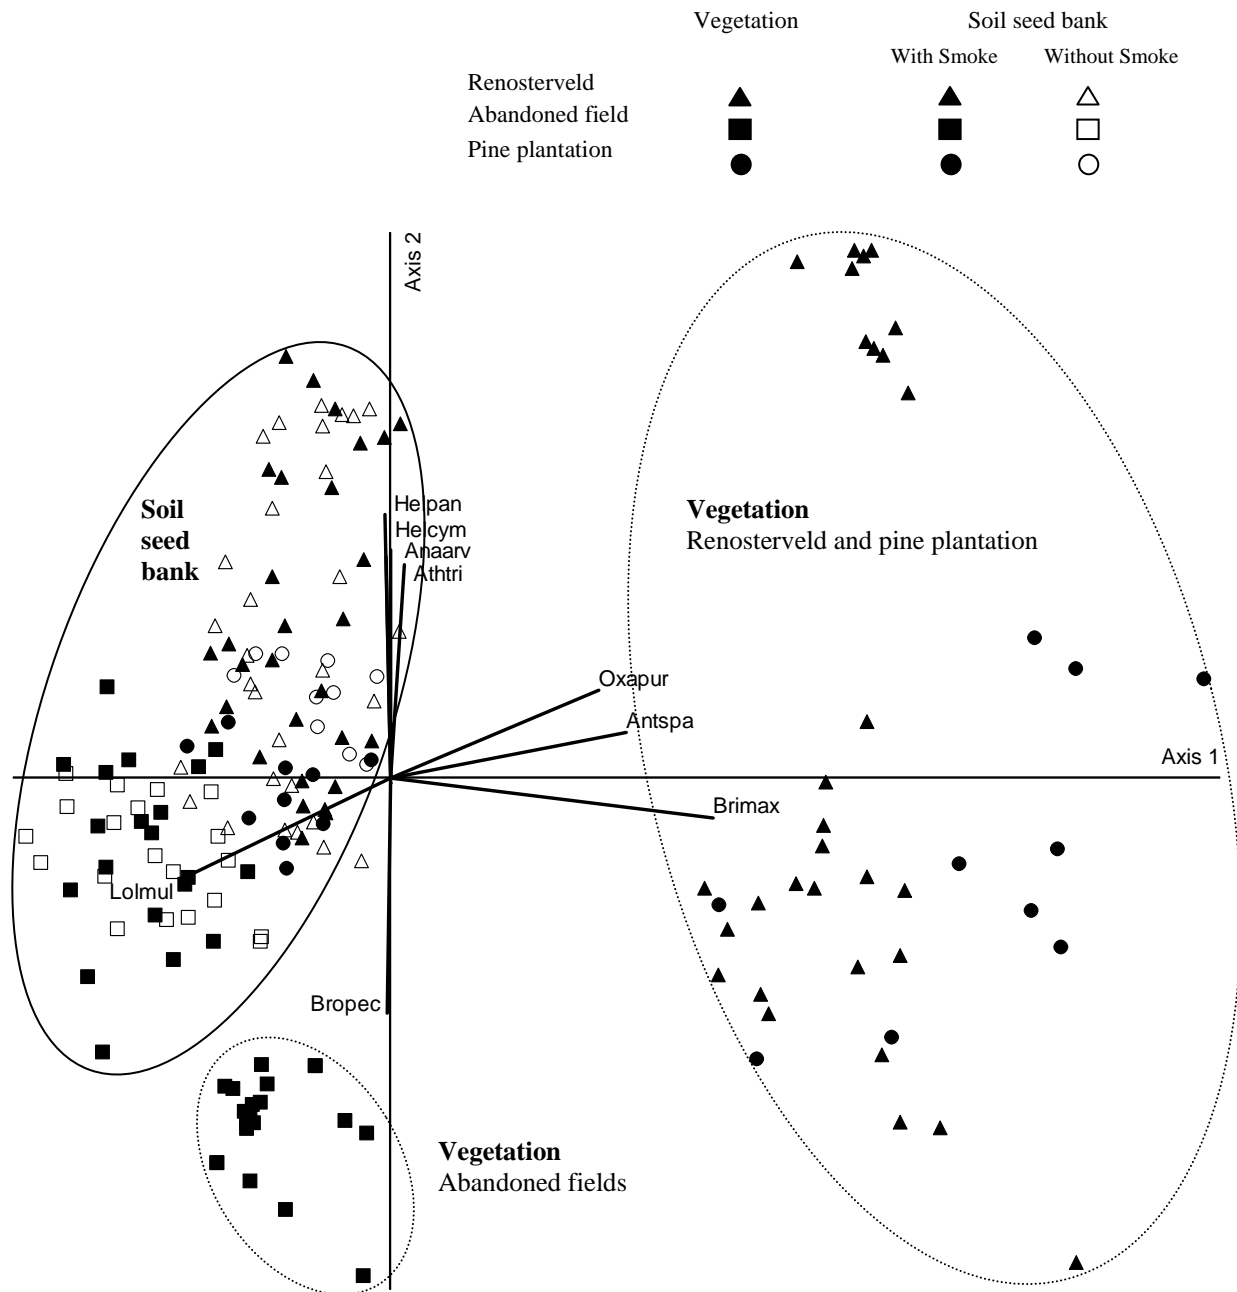 Vegetation Soil seed bank
With Smoke Without Smoke
Renosterveld
Abandoned field
Pine plantation
Axis 2
Helpan
Helcym
Anaarv
Athtri
Soil
seed
bank
Vegetation
Renosterveld and pine plantation
Oxapur
Antspa
Axis 1
Brimax
Lolmul
Bropec
Vegetation
Abandoned fields